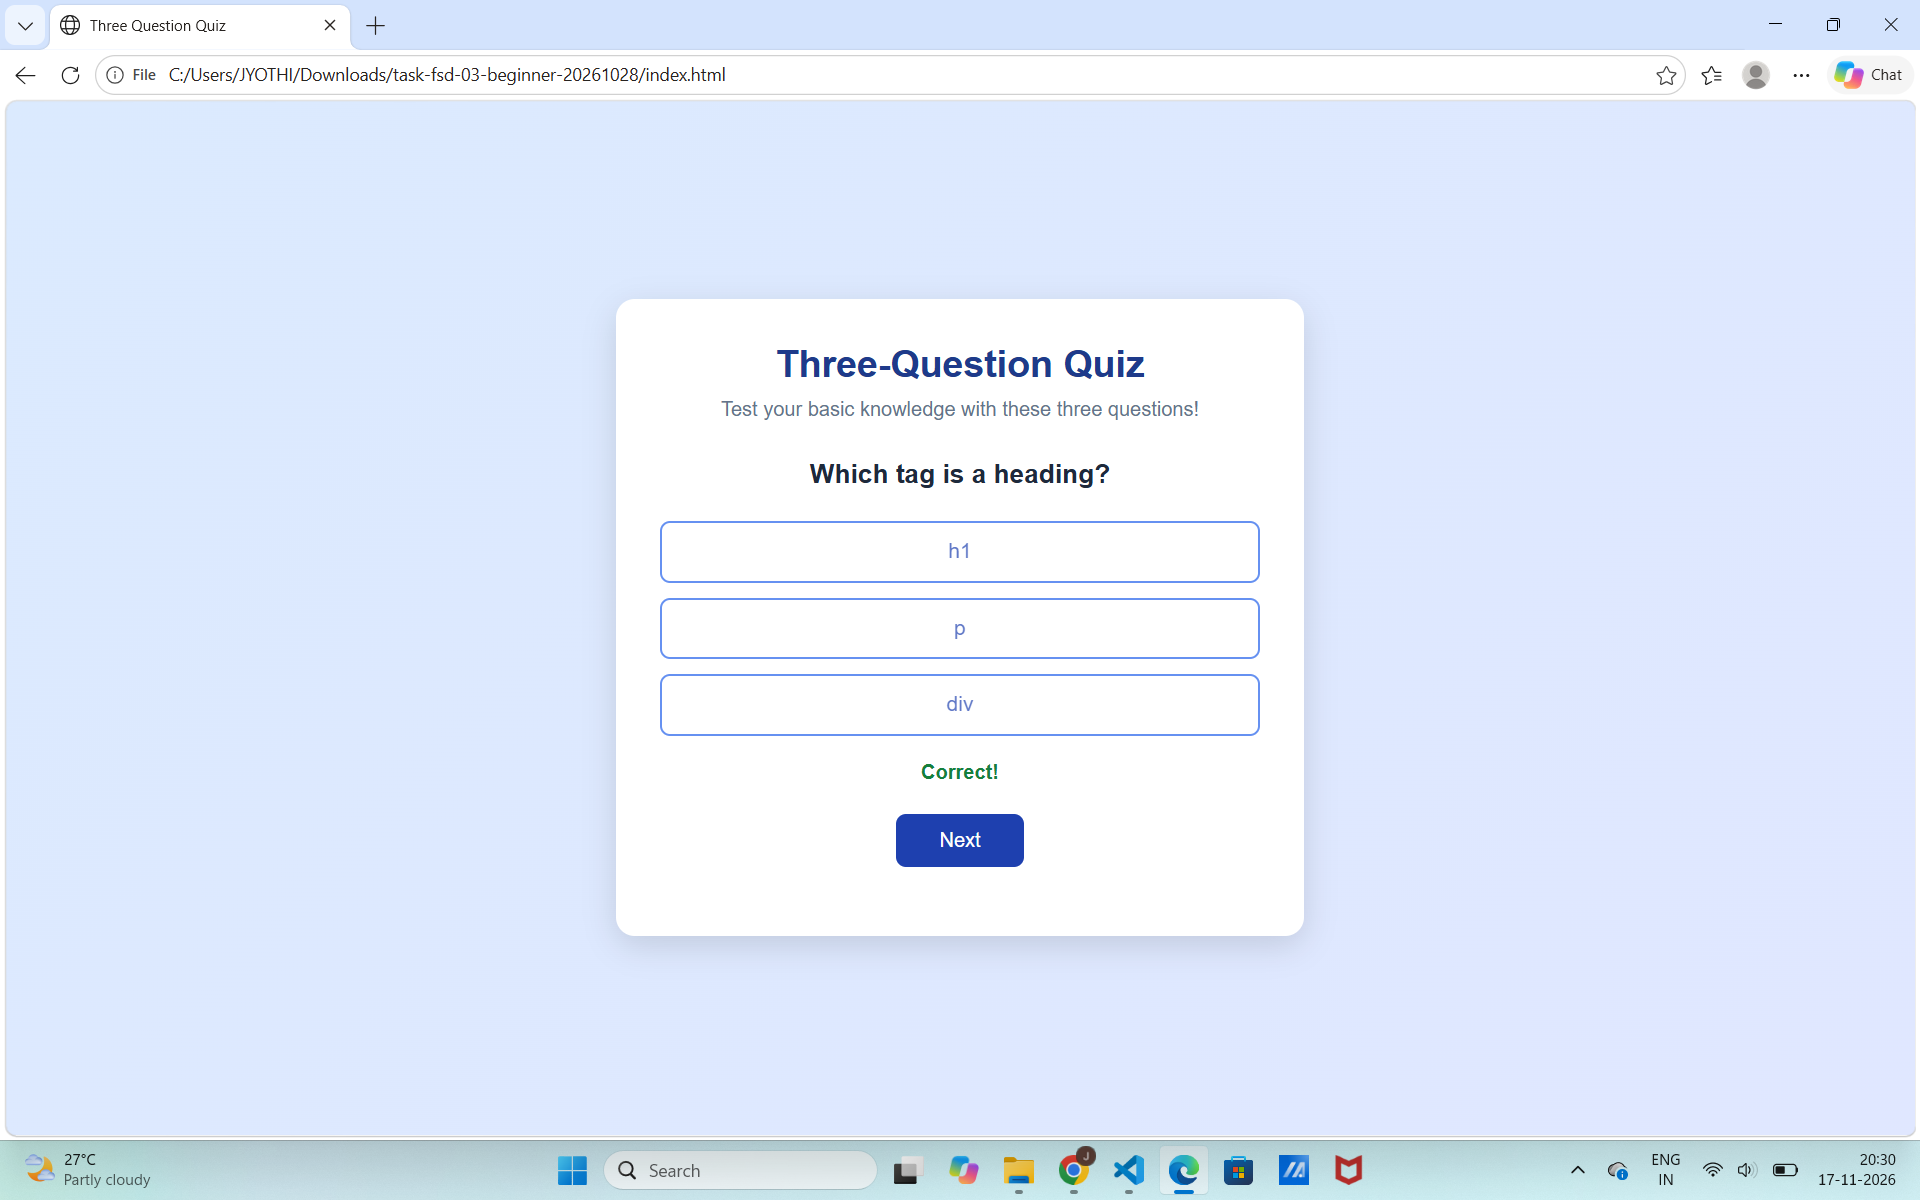 Three Question Quiz
File C:/Users/JYOTHI/Downloads/task-fsd-03-beginner-20261028/index.html
Chat
Three-Question Quiz
Test your basic knowledge with these three questions!
Which tag is a heading?
h1
p
div
Correct!
Next
27°C
Partly cloudy
Search
J
ENG
IN
20:30
17-11-2026